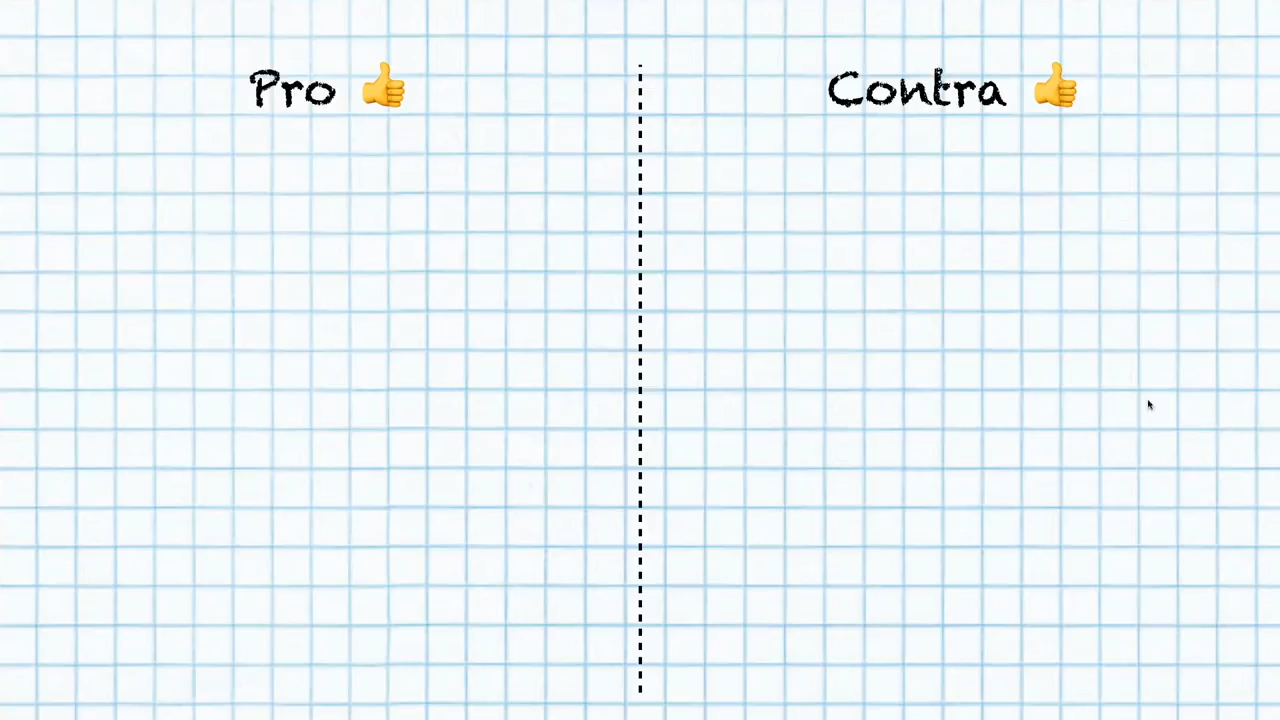 Pro 👍
Contra 👍